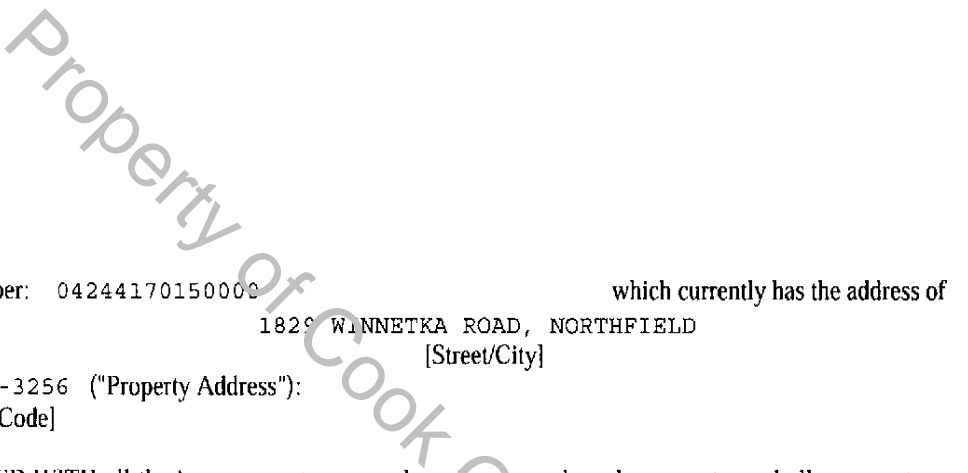 Property of Cook C
ber: 04244170150000 which currently has the address of
1829 WINNETKA ROAD, NORTHFIELD
[Street/City]
-3256 ("Property Address"):
Code]